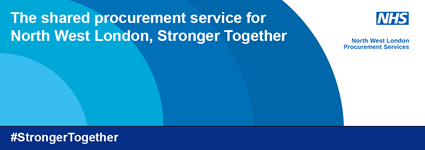 The shared procurement service for
North West London, Stronger Together
NHS
North West London
Procurement Services
#StrongerTogether